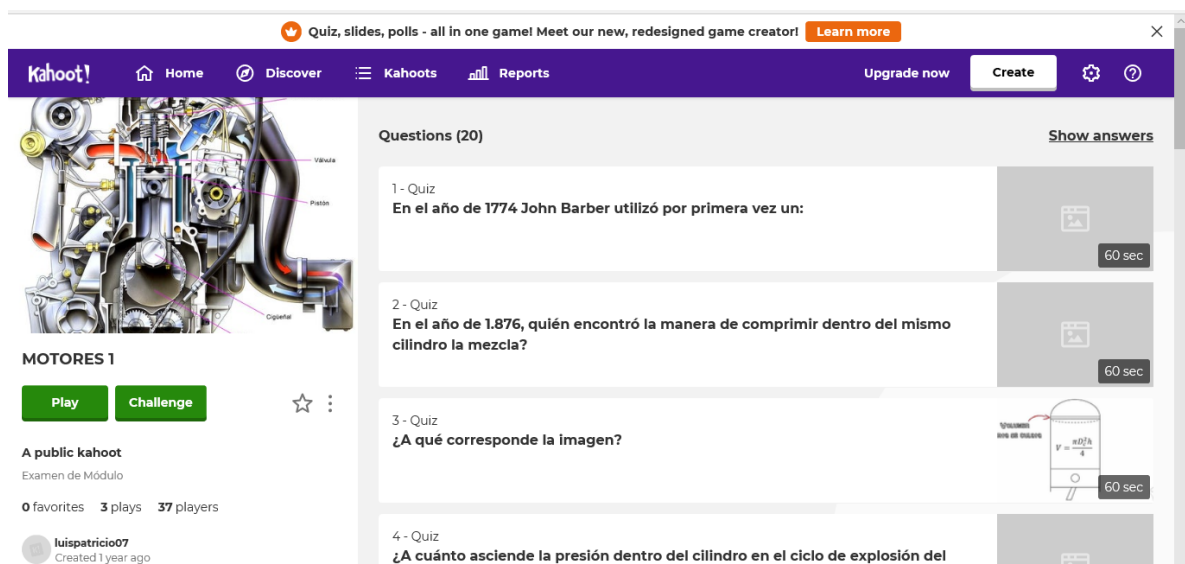 Quiz, slides, polls - all in one game! Meet our new, redesigned game creator! Learn more
Kahoot! Home Discover Kahoots Reports Upgrade now Create
Válvula
Pistón
Cigüeñal
MOTORES 1
Play Challenge
A public kahoot
Examen de Módulo
0 favorites 3 plays 37 players
luispatricio07
Created 1 year ago
Questions (20) Show answers
1 - Quiz
En el año de 1774 John Barber utilizó por primera vez un:
60 sec
2 - Quiz
En el año de 1.876, quién encontró la manera de comprimir dentro del mismo
cilindro la mezcla?
60 sec
3 - Quiz
¿A qué corresponde la imagen?
Volumen
60 sec
4 - Quiz
¿A cuánto asciende la presión dentro del cilindro en el ciclo de explosión del